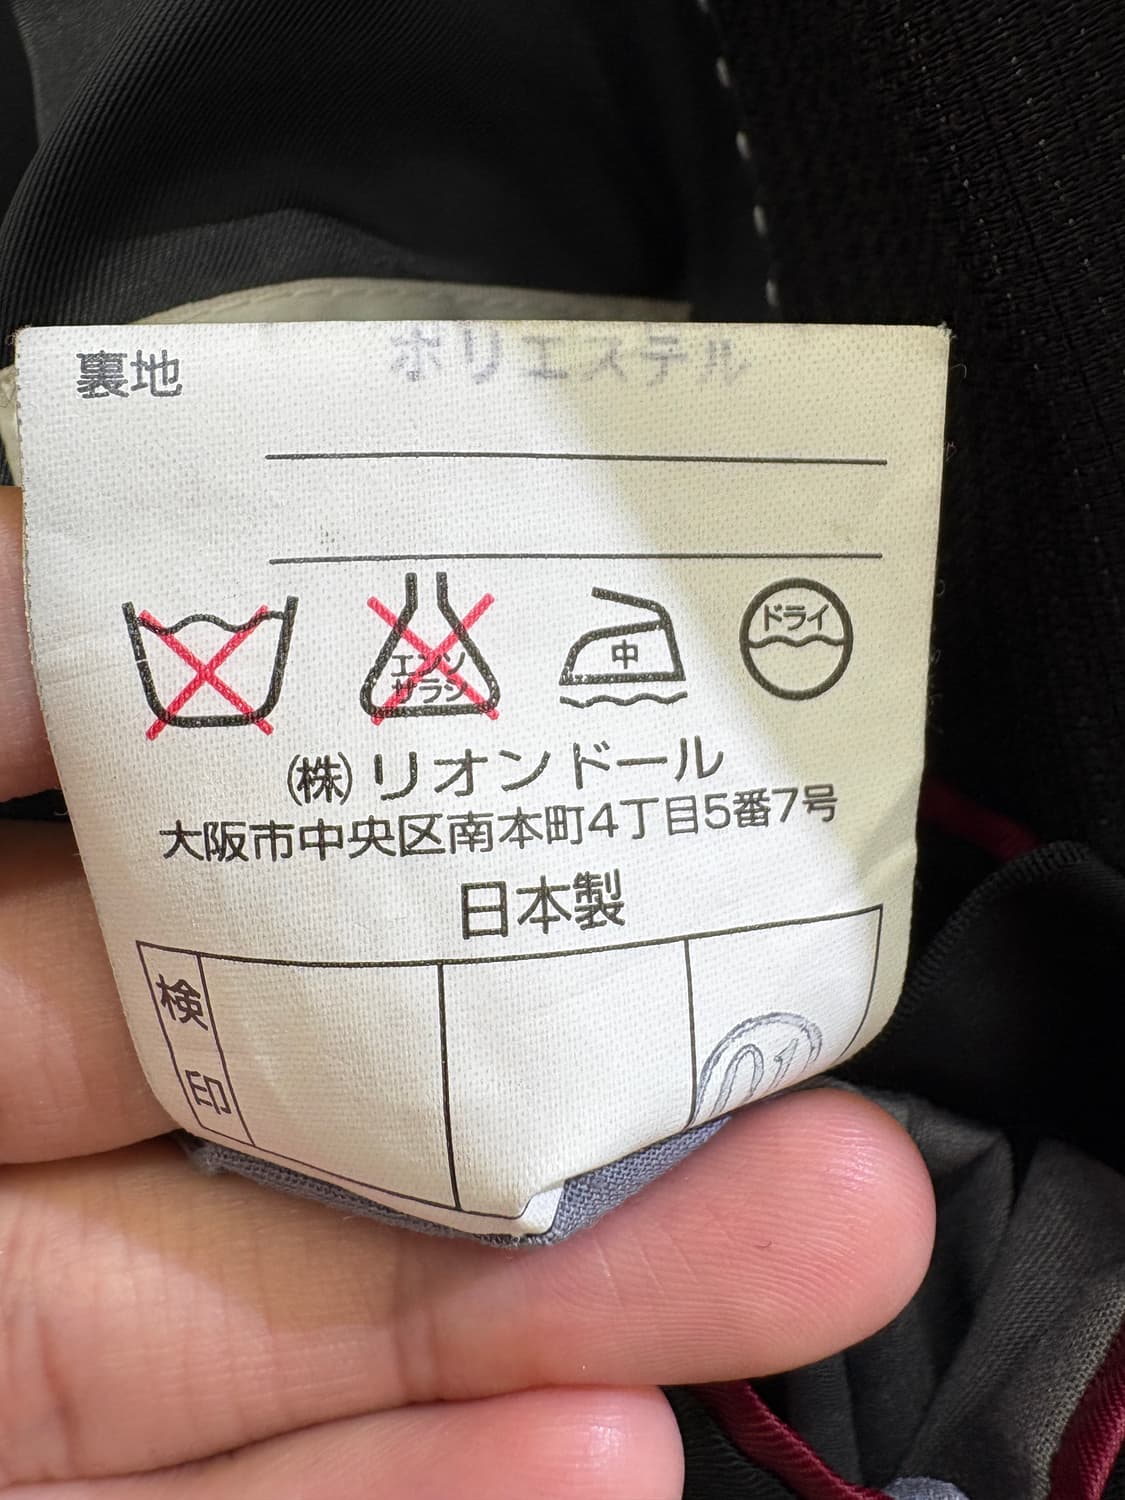 裏地 ポリエステル
エンソ
サラシ
中
ドライ
(株)リオンドール
大阪市中央区南本町4丁目5番7号
日本製
検
印
01